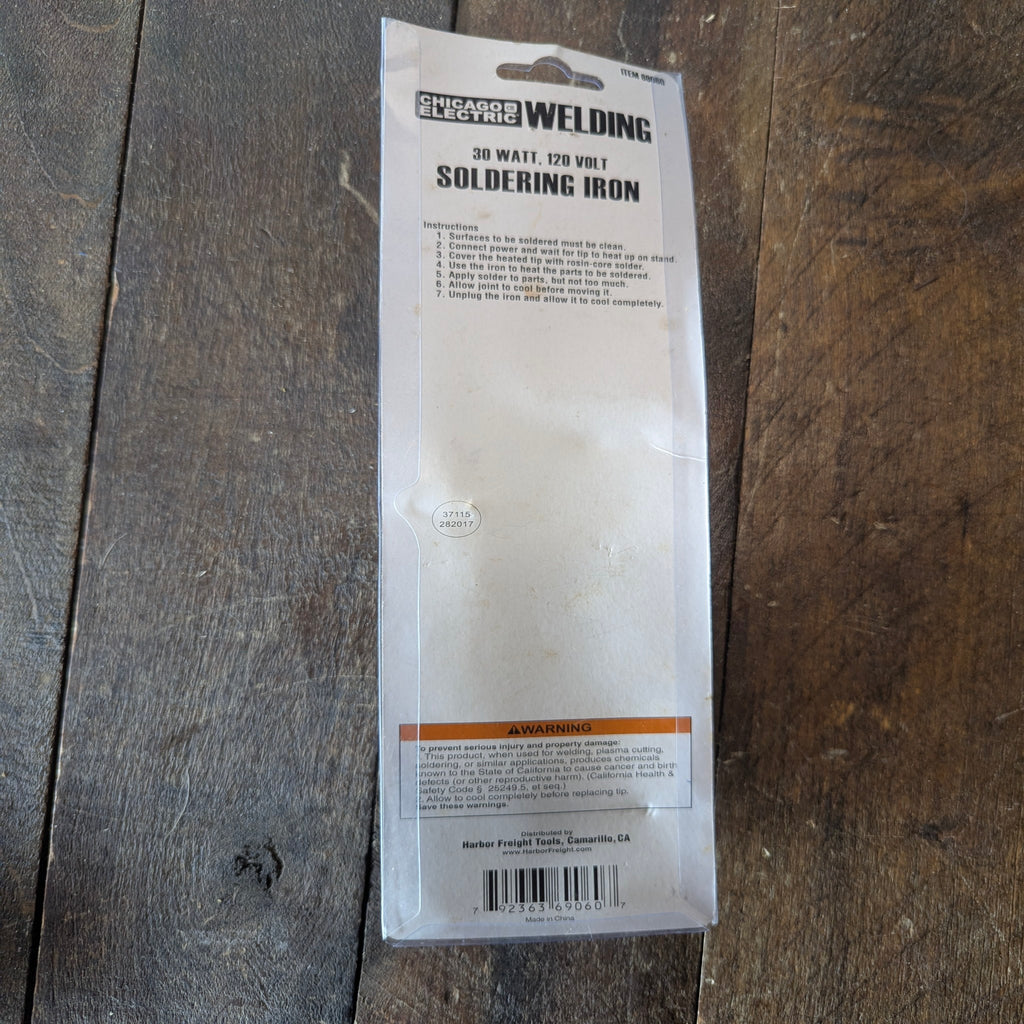 ITEM 69060
CHICAGO CE WELDING
ELECTRIC
30 WATT, 120 VOLT
SOLDERING IRON
Instructions
1. Surfaces to be soldered must be clean.
2. Connect power and wait for tip to heat up on stand.
3. Cover the heated tip with rosin-core solder.
4. Use the iron to heat the parts to be soldered.
5. Apply solder to parts, but not too much.
6. Allow joint to cool before moving it.
7. Unplug the iron and allow it to cool completely.
37115
282017
⚠WARNING
To prevent serious injury and property damage:
. This product, when used for welding, plasma cutting,
soldering, or similar applications, produces chemicals
known to the State of California to cause cancer and birth
defects (or other reproductive harm). (California Health &
Safety Code § 25249.5, et seq.)
2. Allow to cool completely before replacing tip.
Save these warnings.
Distributed by
Harbor Freight Tools, Camarillo, CA
www.HarborFreight.com
7 92363 69060 7
Made in China